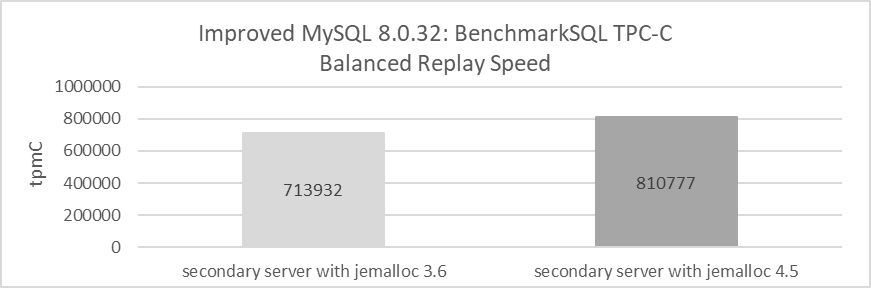 Improved MySQL 8.0.32: BenchmarkSQL TPC-C
Balanced Replay Speed
1000000
800000
600000
400000
200000
0
tpmC
713932
810777
secondary server with jemalloc 3.6
secondary server with jemalloc 4.5